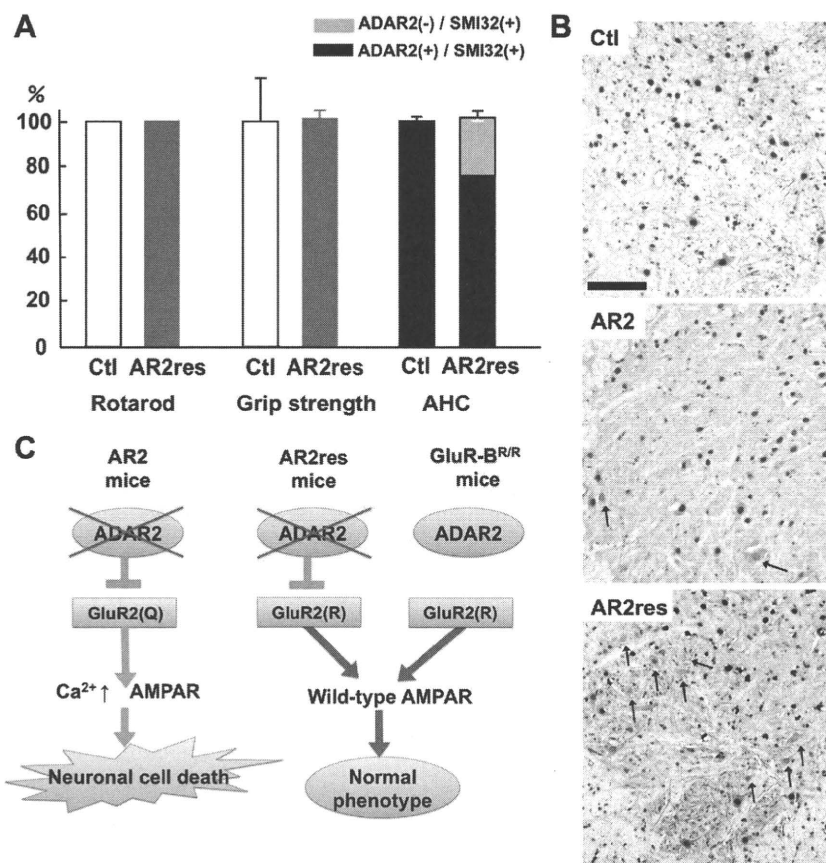 A
ADAR2(-) / SMI32(+)
ADAR2(+) / SMI32(+)
%
100
80
60
40
20
0
Ctl AR2res Ctl AR2res Ctl AR2res
Rotarod Grip strength AHC
B
Ctl
AR2
AR2res
C
AR2
mice
ADAR2
GluR2(Q)
Ca²⁺ ↑ AMPAR
Neuronal cell death
AR2res
mice
ADAR2
GluR2(R)
GluR-Bᴿ/ᴿ
mice
ADAR2
GluR2(R)
Wild-type AMPAR
Normal
phenotype